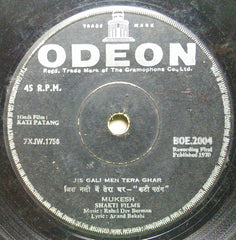 TRADE MARK
ODEON
Regd. Trade Mark of The Gramophone Co., Ltd.
45 R.P.M.
Hindi Film:
KATI PATANG
BOE.2004
Recording First
Published 1970
7XJW.1756
JIS GALI MEN TERA GHAR
जिस गली में तेरा घर—"कटी पतंग"
MUKESH
SHAKTI FILMS
Music: Rahul Dev Burman
Lyric: Anand Bakshi